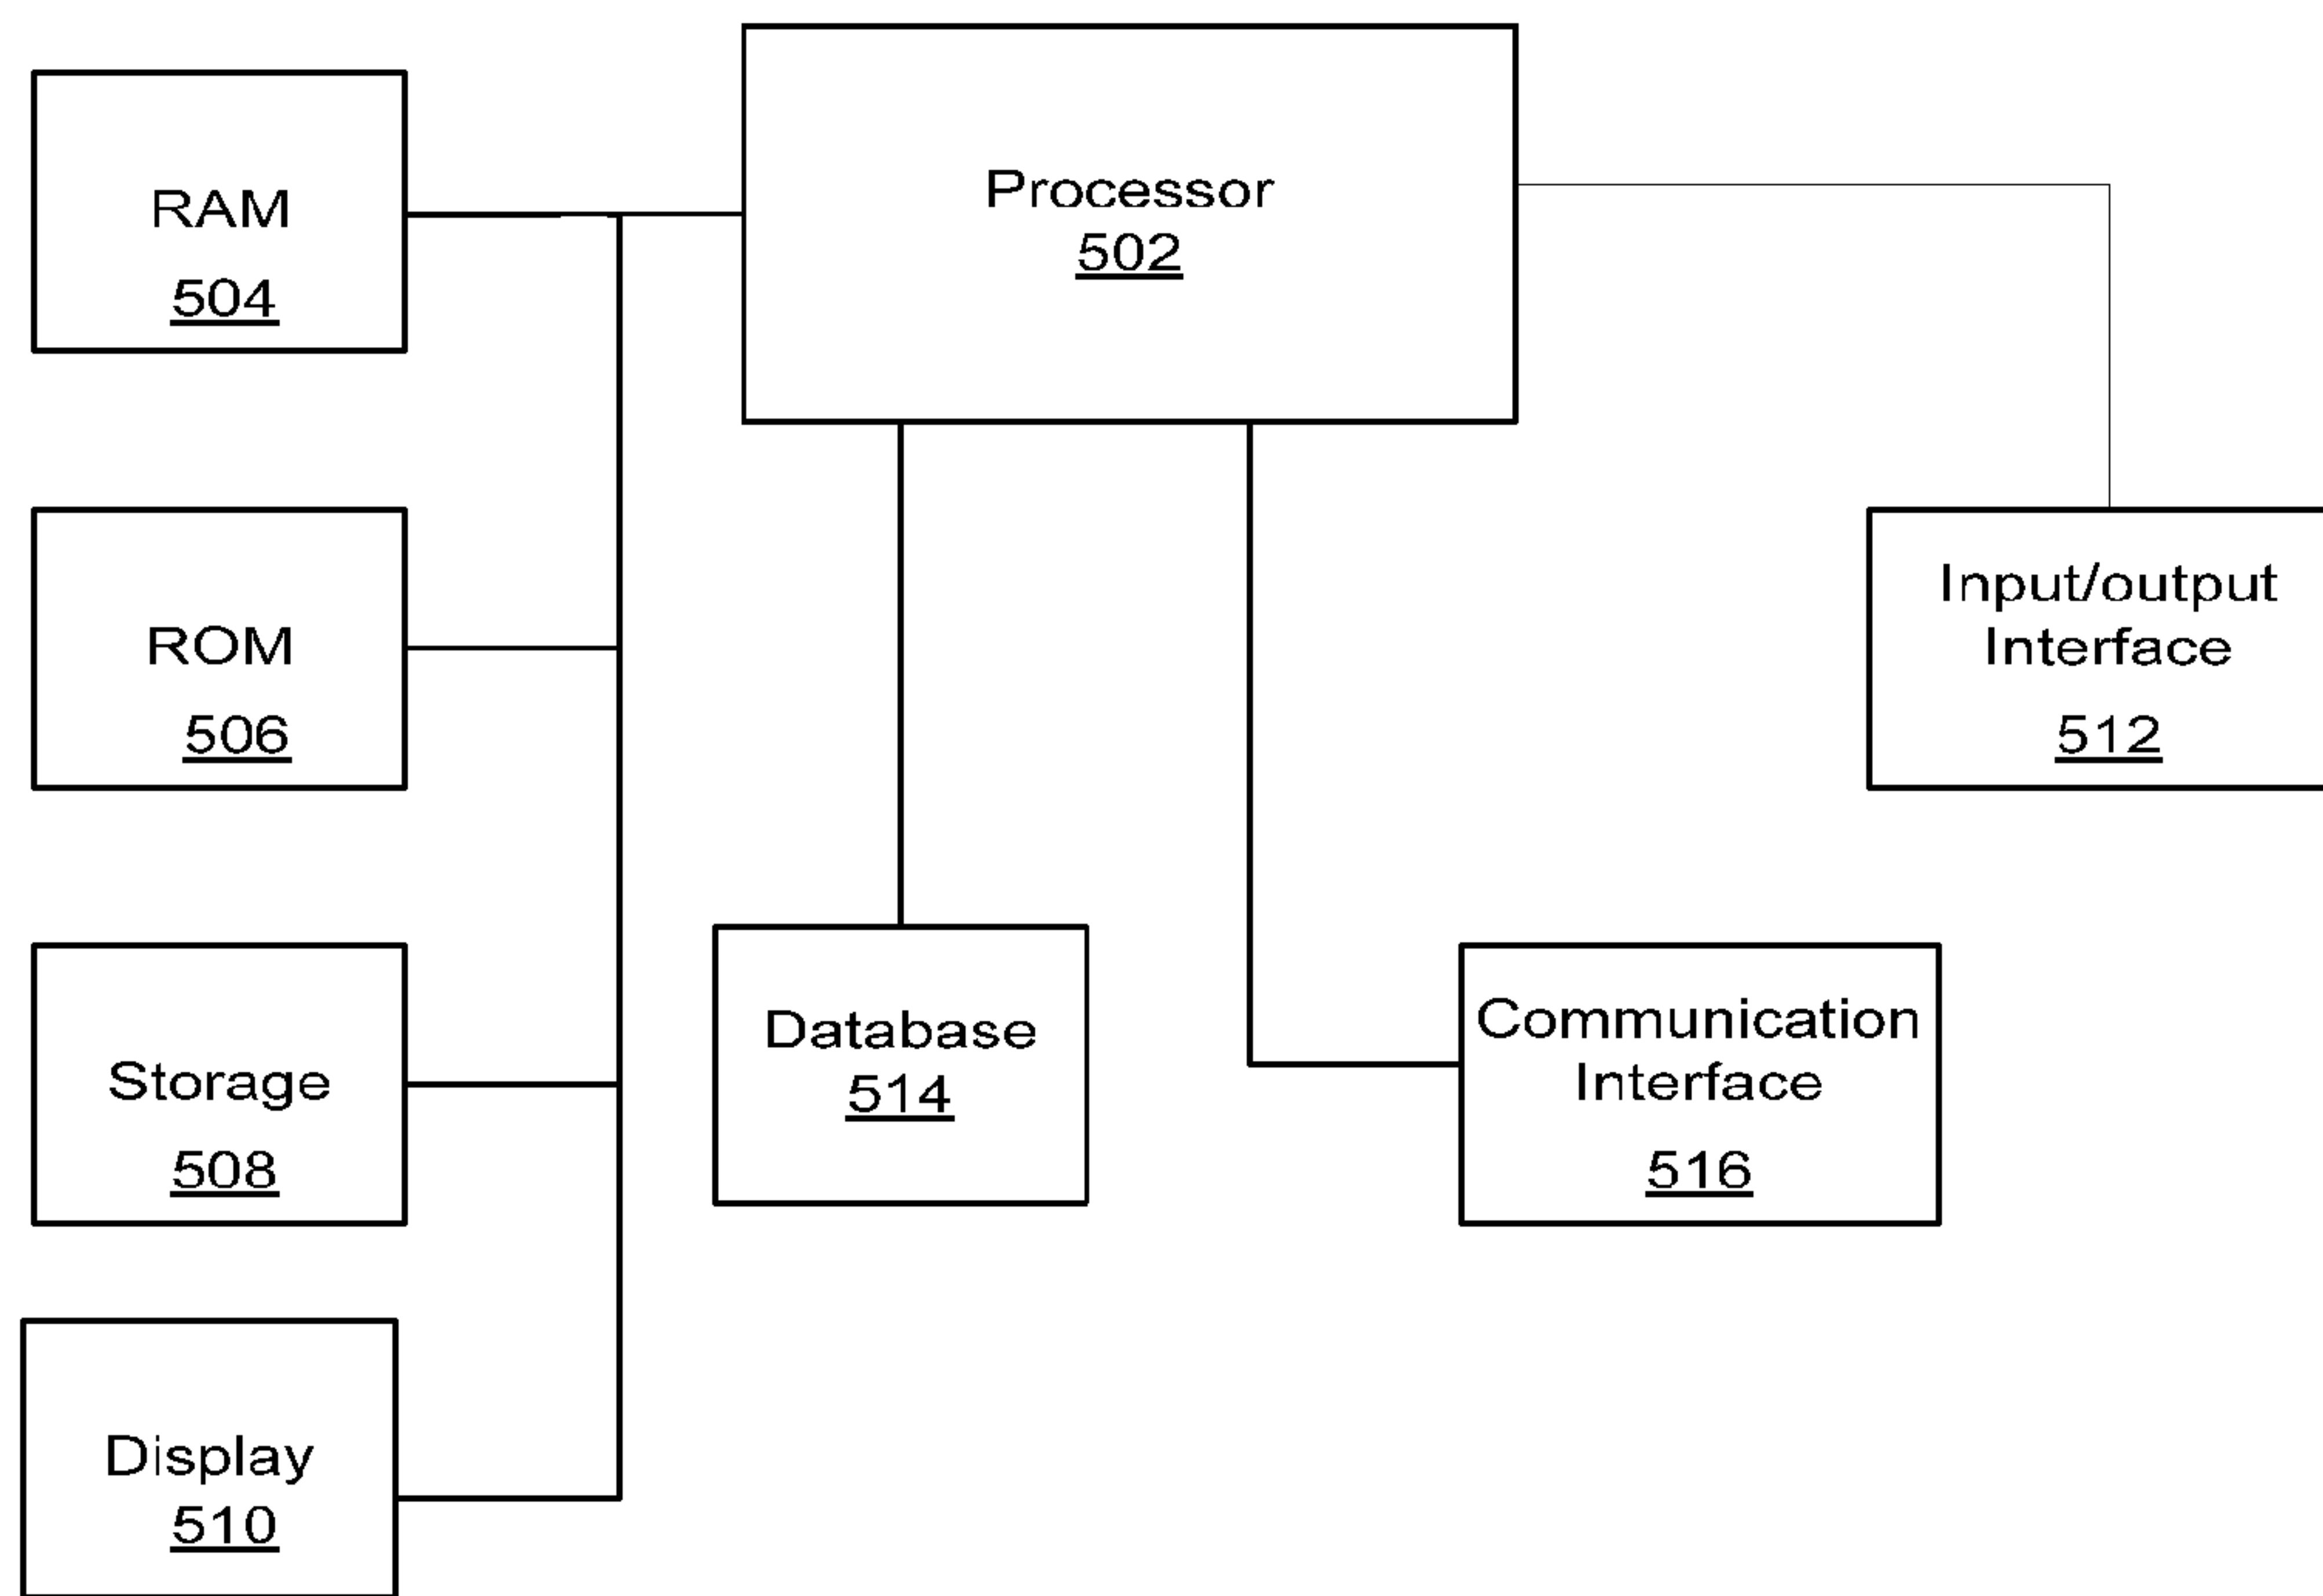 RAM
504
Processor
502
ROM
506
Input/output
Interface
512
Storage
508
Database
514
Communication
Interface
516
Display
510